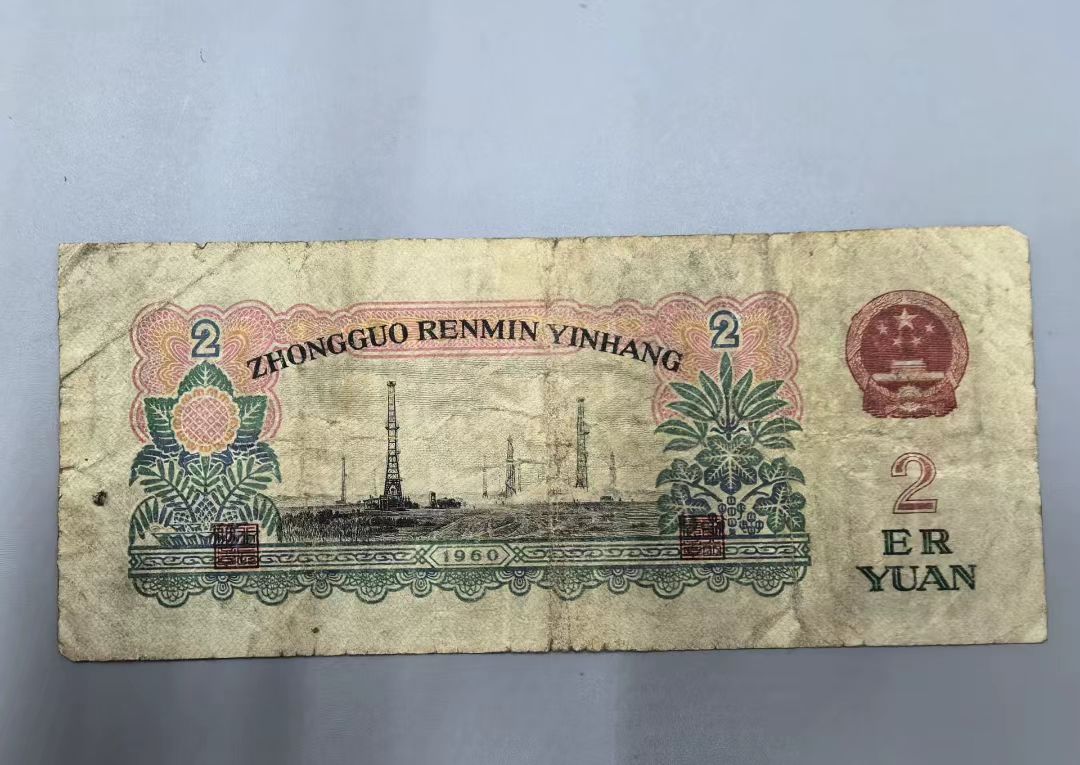 2
2
ZHONGGUO RENMIN YINHANG
2
ER
YUAN
1960